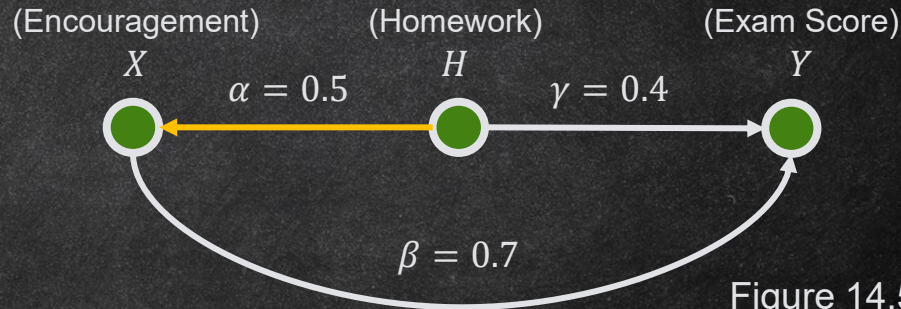 (Encouragement) (Homework) (Exam Score)
X H Y
α = 0.5 γ = 0.4
β = 0.7
Figure 14.5